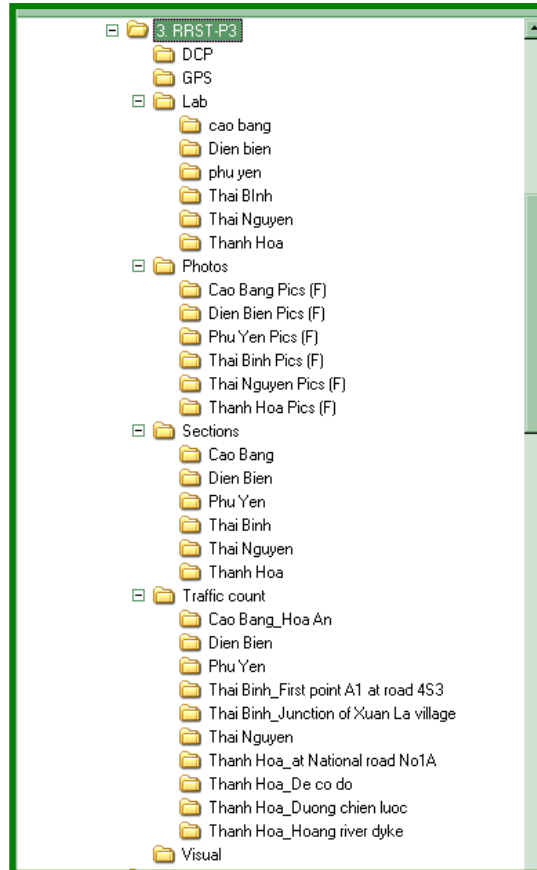 3. RRST-P3
DCP
GPS
Lab
cao bang
Dien bien
phu yen
Thai BInh
Thai Nguyen
Thanh Hoa
Photos
Cao Bang Pics (F)
Dien Bien Pics (F)
Phu Yen Pics (F)
Thai Binh Pics (F)
Thai Nguyen Pics (F)
Thanh Hoa Pics (F)
Sections
Cao Bang
Dien Bien
Phu Yen
Thai Binh
Thai Nguyen
Thanh Hoa
Traffic count
Cao Bang_Hoa An
Dien Bien
Phu Yen
Thai Binh_First point A1 at road 4S3
Thai Binh_Junction of Xuan La village
Thai Nguyen
Thanh Hoa_at National road No1A
Thanh Hoa_De co do
Thanh Hoa_Duong chien luoc
Thanh Hoa_Hoang river dyke
Visual